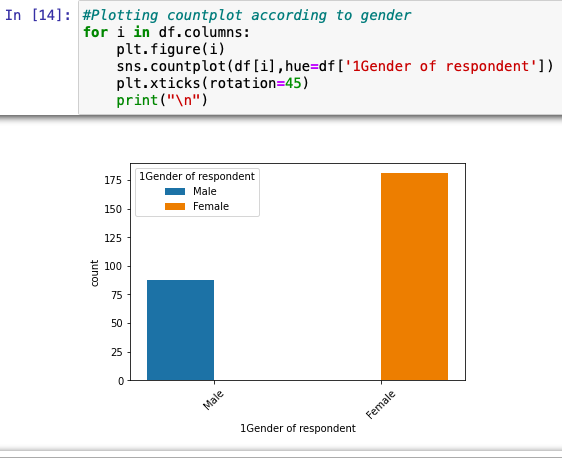 In [14]: #Plotting countplot according to gender
for i in df.columns:
    plt.figure(i)
    sns.countplot(df[i],hue=df['1Gender of respondent'])
    plt.xticks(rotation=45)
    print("\n")
1Gender of respondent
Male
Female
175
150
125
100
75
50
25
0
count
Male
Female
1Gender of respondent